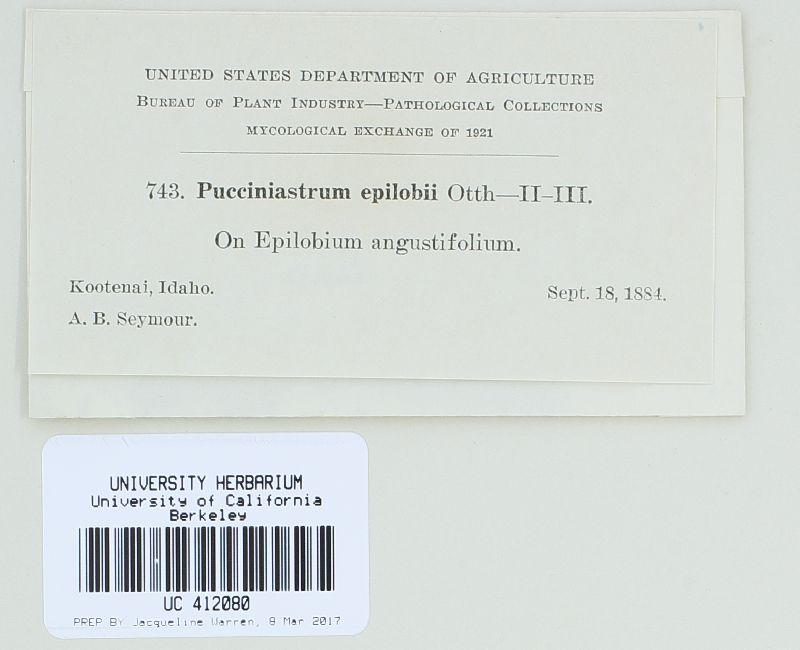 UNITED STATES DEPARTMENT OF AGRICULTURE
BUREAU OF PLANT INDUSTRY—PATHOLOGICAL COLLECTIONS
MYCOLOGICAL EXCHANGE OF 1921
743. Pucciniastrum epilobii Otth—II–III.
On Epilobium angustifolium.
Kootenai, Idaho.
Sept. 18, 1884.
A. B. Seymour.
UNIVERSITY HERBARIUM
University of California
Berkeley
UC 412080
PREP BY Jacqueline Warren, 8 Mar 2017